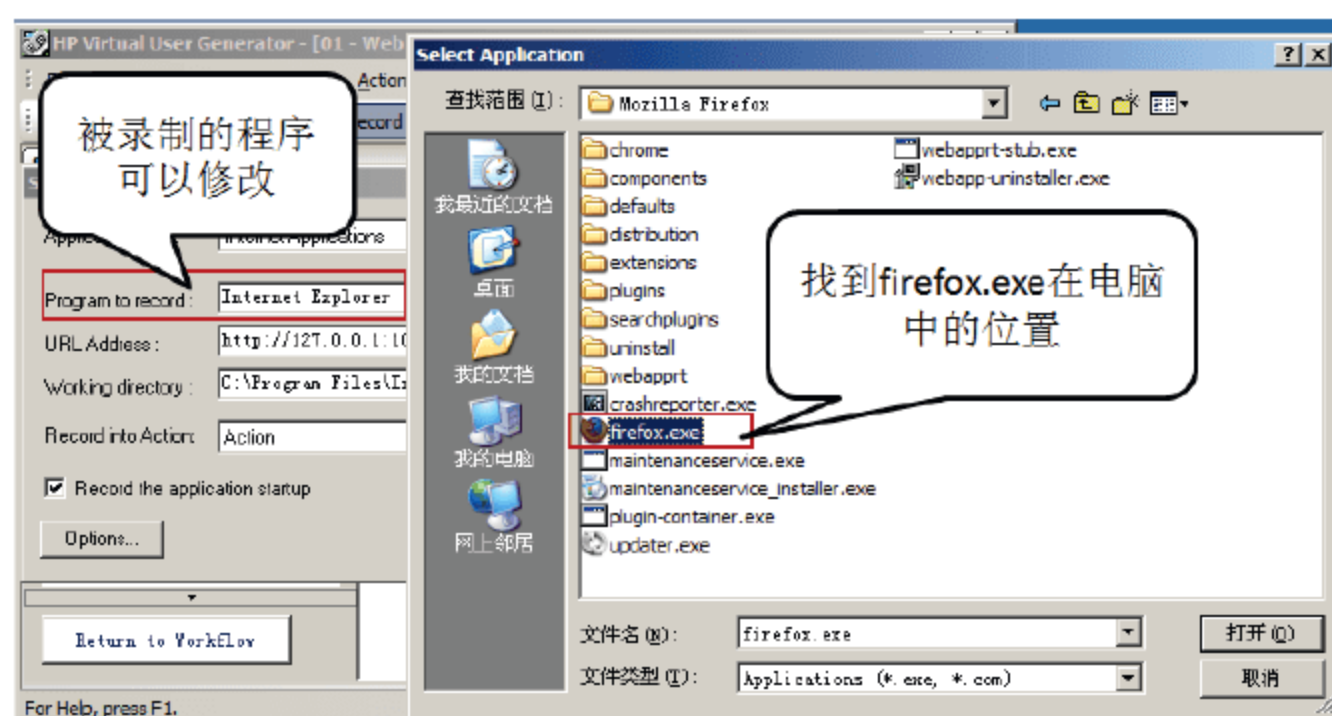 HP Virtual User Generator - [01 - Web
Action
ecord
被录制的程序
可以修改
Internet Applications
Program to record :
Internet Explorer
URL Address :
http://127.0.0.1:10
Working directory :
C:\Program Files\In
Record into Action:
Action
Record the application startup
Options...
Return to Workflow
For Help, press F1.
Select Application
查找范围(I):
Mozilla Firefox
我最近的文档
桌面
我的文档
我的电脑
网上邻居
chrome
components
defaults
distribution
extensions
plugins
searchplugins
uninstall
webapprt
crashreporter.exe
firefox.exe
maintenanceservice.exe
maintenanceservice_installer.exe
plugin-container.exe
updater.exe
webapprt-stub.exe
webapp-uninstaller.exe
找到firefox.exe在电脑
中的位置
文件名(N):
firefox.exe
打开(O)
文件类型(T):
Applications (*.exe, *.com)
取消